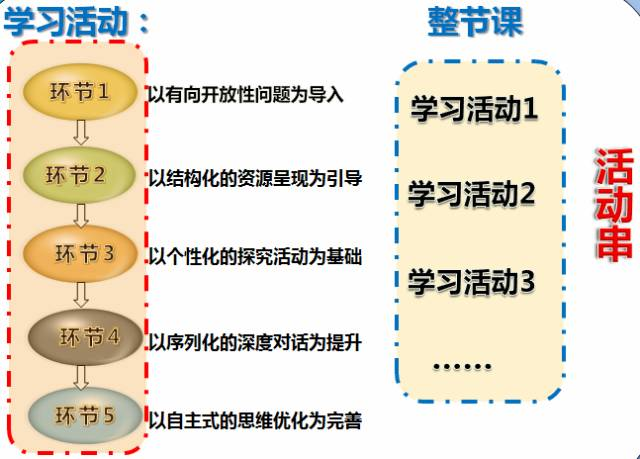 学习活动：
环节1
以有向开放性问题为导入
环节2
以结构化的资源呈现为引导
环节3
以个性化的探究活动为基础
环节4
以序列化的深度对话为提升
环节5
以自主式的思维优化为完善
整节课
学习活动1
学习活动2
学习活动3
······
活动串